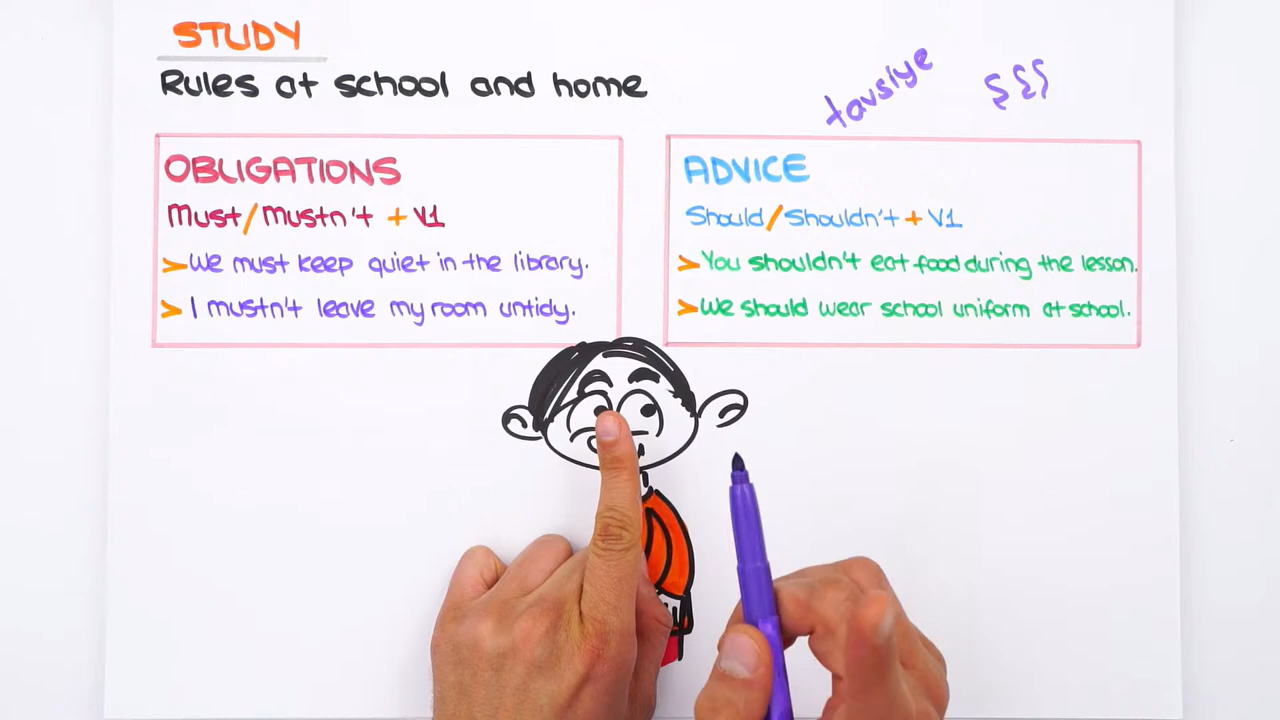 STUDY
Rules at school and home
tavsiye
OBLIGATIONS
Must/Mustn't + V1
> We must keep quiet in the library.
> I mustn't leave my room untidy.
ADVICE
Should/Shouldn't + V1
> You shouldn't eat food during the lesson.
> We should wear school uniform at school.